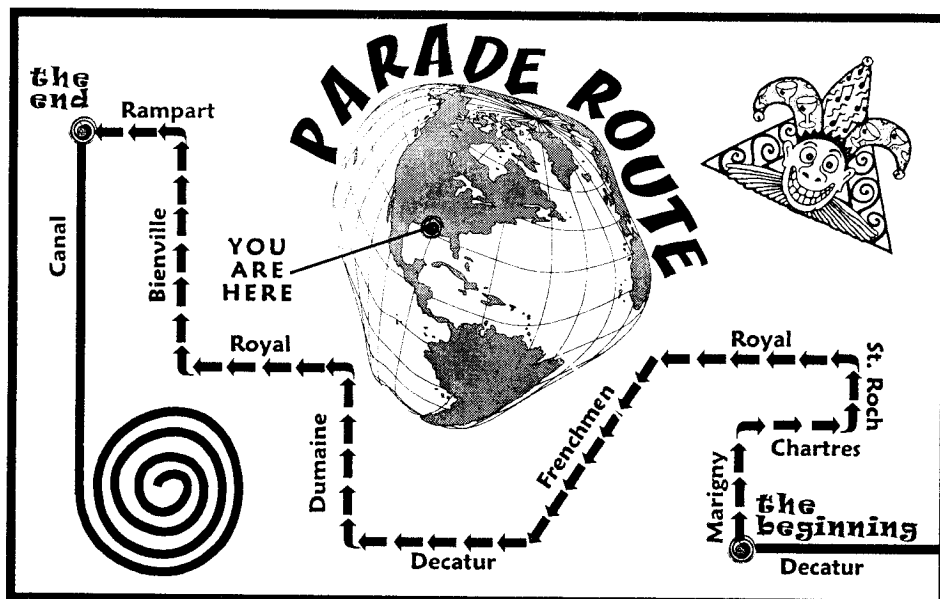 PARADE ROUTE
the
end
Rampart
Canal
Bienville
YOU
ARE
HERE
Royal
Dumaine
Decatur
Frenchmen
Royal
St. Roch
Chartres
Marigny
the
beginning
Decatur